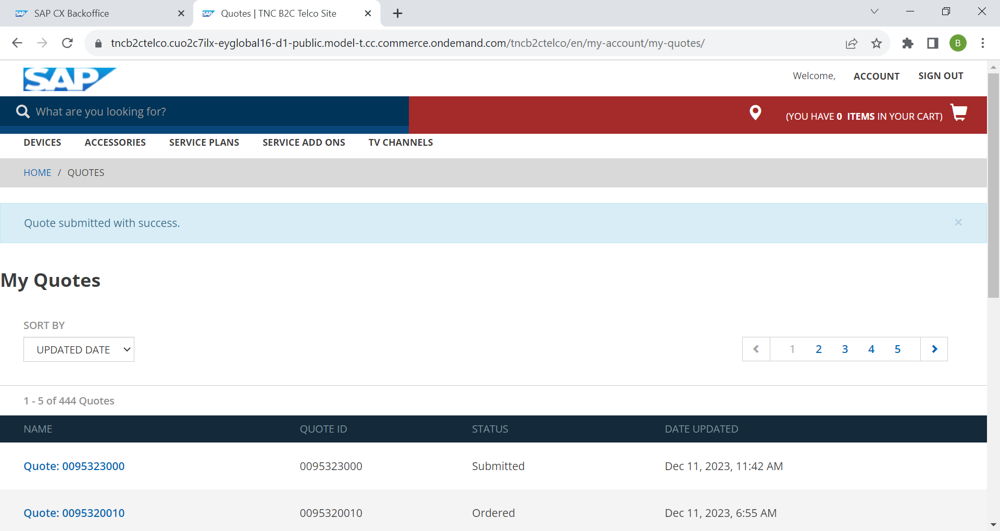 SAP CX Backoffice
Quotes | TNC B2C Telco Site
tncb2ctelco.cuo2c7ilx-eyglobal16-d1-public.model-t.cc.commerce.ondemand.com/tncb2ctelco/en/my-account/my-quotes/
B
SAP
Welcome, ACCOUNT SIGN OUT
What are you looking for?
(YOU HAVE 0 ITEMS IN YOUR CART)
DEVICES ACCESSORIES SERVICE PLANS SERVICE ADD ONS TV CHANNELS
HOME / QUOTES
Quote submitted with success. ×
My Quotes
SORT BY
UPDATED DATE
1 2 3 4 5
1 - 5 of 444 Quotes
NAME QUOTE ID STATUS DATE UPDATED
Quote: 0095323000 0095323000 Submitted Dec 11, 2023, 11:42 AM
Quote: 0095320010 0095320010 Ordered Dec 11, 2023, 6:55 AM